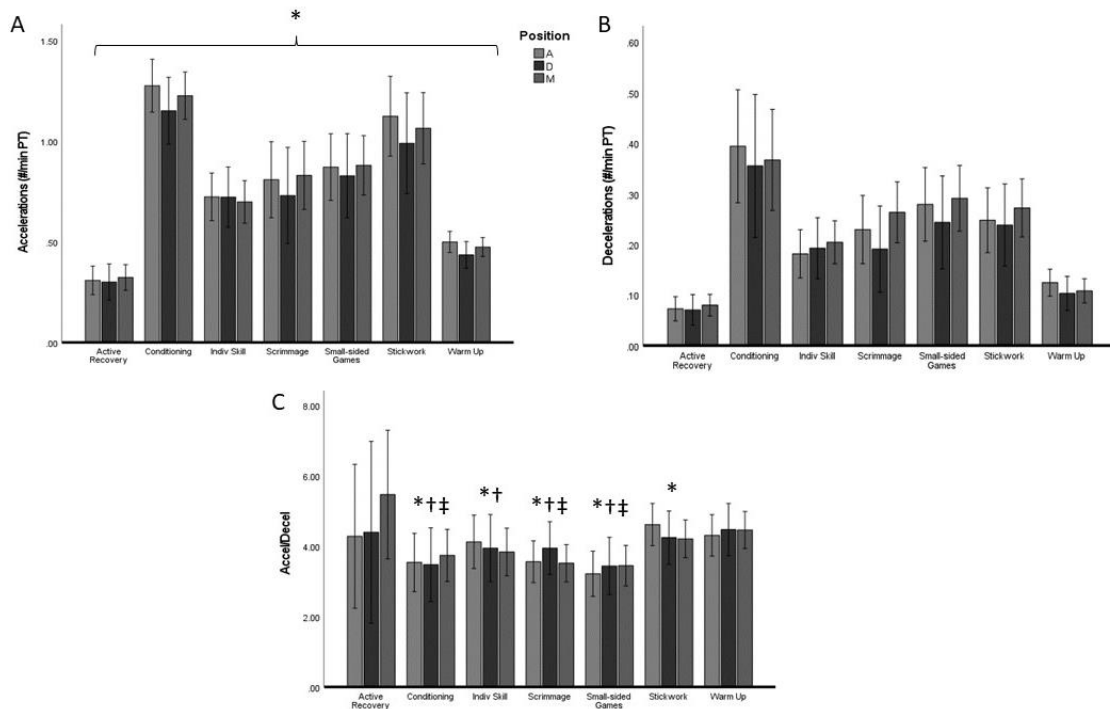 A
*
Accelerations (#/min PT)
1.50
1.00
.50
.00
Active Recovery
Conditioning
Indiv Skill
Scrimmage
Small-sided Games
Stickwork
Warm Up
Position
A
D
M
B
Decelerations (#/min PT)
.60
.50
.40
.30
.20
.10
.00
Active Recovery
Conditioning
Indiv Skill
Scrimmage
Small-sided Games
Stickwork
Warm Up
C
Accel/Decel
8.00
6.00
4.00
2.00
.00
*†‡
*†
*†‡
*†‡
*
Active Recovery
Conditioning
Indiv Skill
Scrimmage
Small-sided Games
Stickwork
Warm Up